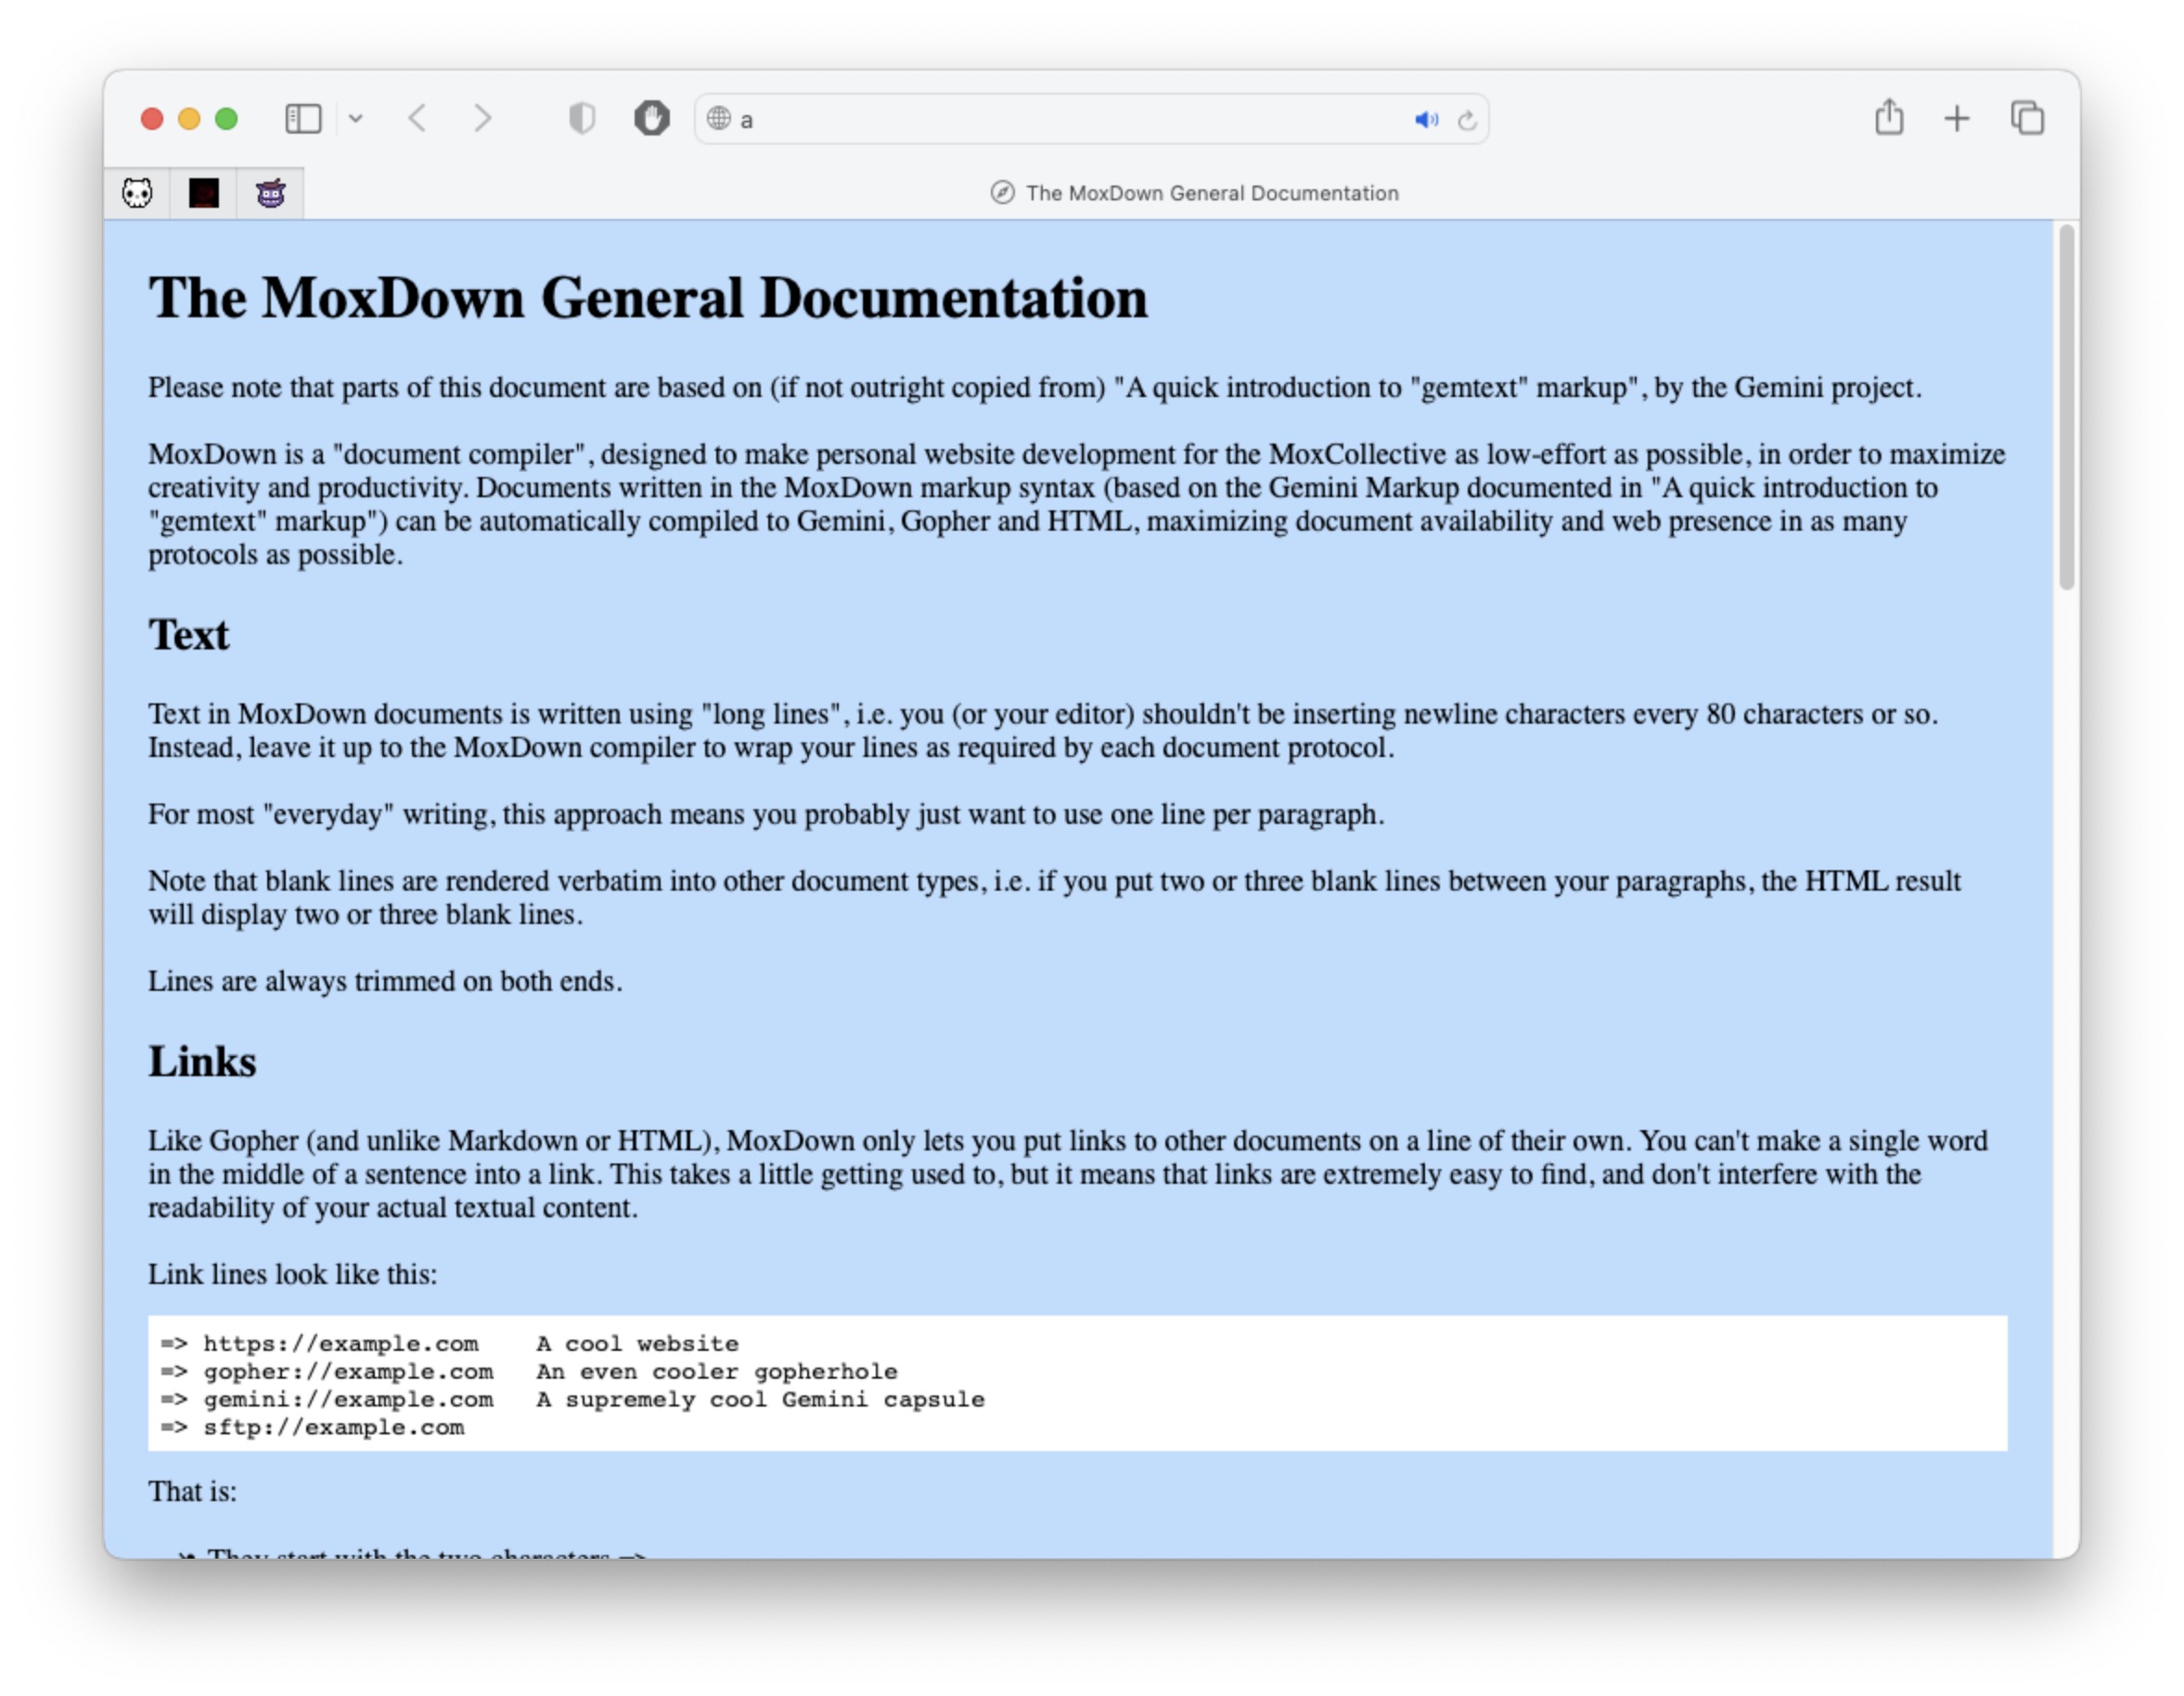 a
The MoxDown General Documentation
The MoxDown General Documentation
Please note that parts of this document are based on (if not outright copied from) "A quick introduction to "gemtext" markup", by the Gemini project.
MoxDown is a "document compiler", designed to make personal website development for the MoxCollective as low-effort as possible, in order to maximize
creativity and productivity. Documents written in the MoxDown markup syntax (based on the Gemini Markup documented in "A quick introduction to
"gemtext" markup") can be automatically compiled to Gemini, Gopher and HTML, maximizing document availability and web presence in as many
protocols as possible.
Text
Text in MoxDown documents is written using "long lines", i.e. you (or your editor) shouldn't be inserting newline characters every 80 characters or so.
Instead, leave it up to the MoxDown compiler to wrap your lines as required by each document protocol.
For most "everyday" writing, this approach means you probably just want to use one line per paragraph.
Note that blank lines are rendered verbatim into other document types, i.e. if you put two or three blank lines between your paragraphs, the HTML result
will display two or three blank lines.
Lines are always trimmed on both ends.
Links
Like Gopher (and unlike Markdown or HTML), MoxDown only lets you put links to other documents on a line of their own. You can't make a single word
in the middle of a sentence into a link. This takes a little getting used to, but it means that links are extremely easy to find, and don't interfere with the
readability of your actual textual content.
Link lines look like this:
=> https://example.com    A cool website
=> gopher://example.com   An even cooler gopherhole
=> gemini://example.com   A supremely cool Gemini capsule
=> sftp://example.com
That is:
They start with the two characters =>